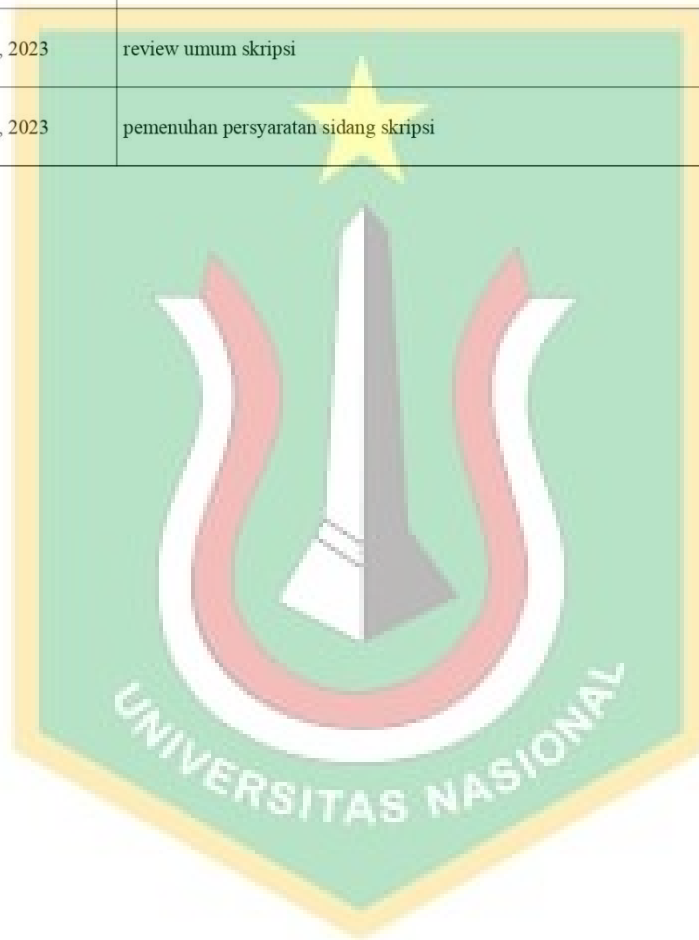 , 2023 review umum skripsi
, 2023 pemenuhan persyaratan sidang skripsi
UNIVERSITAS NASIONAL